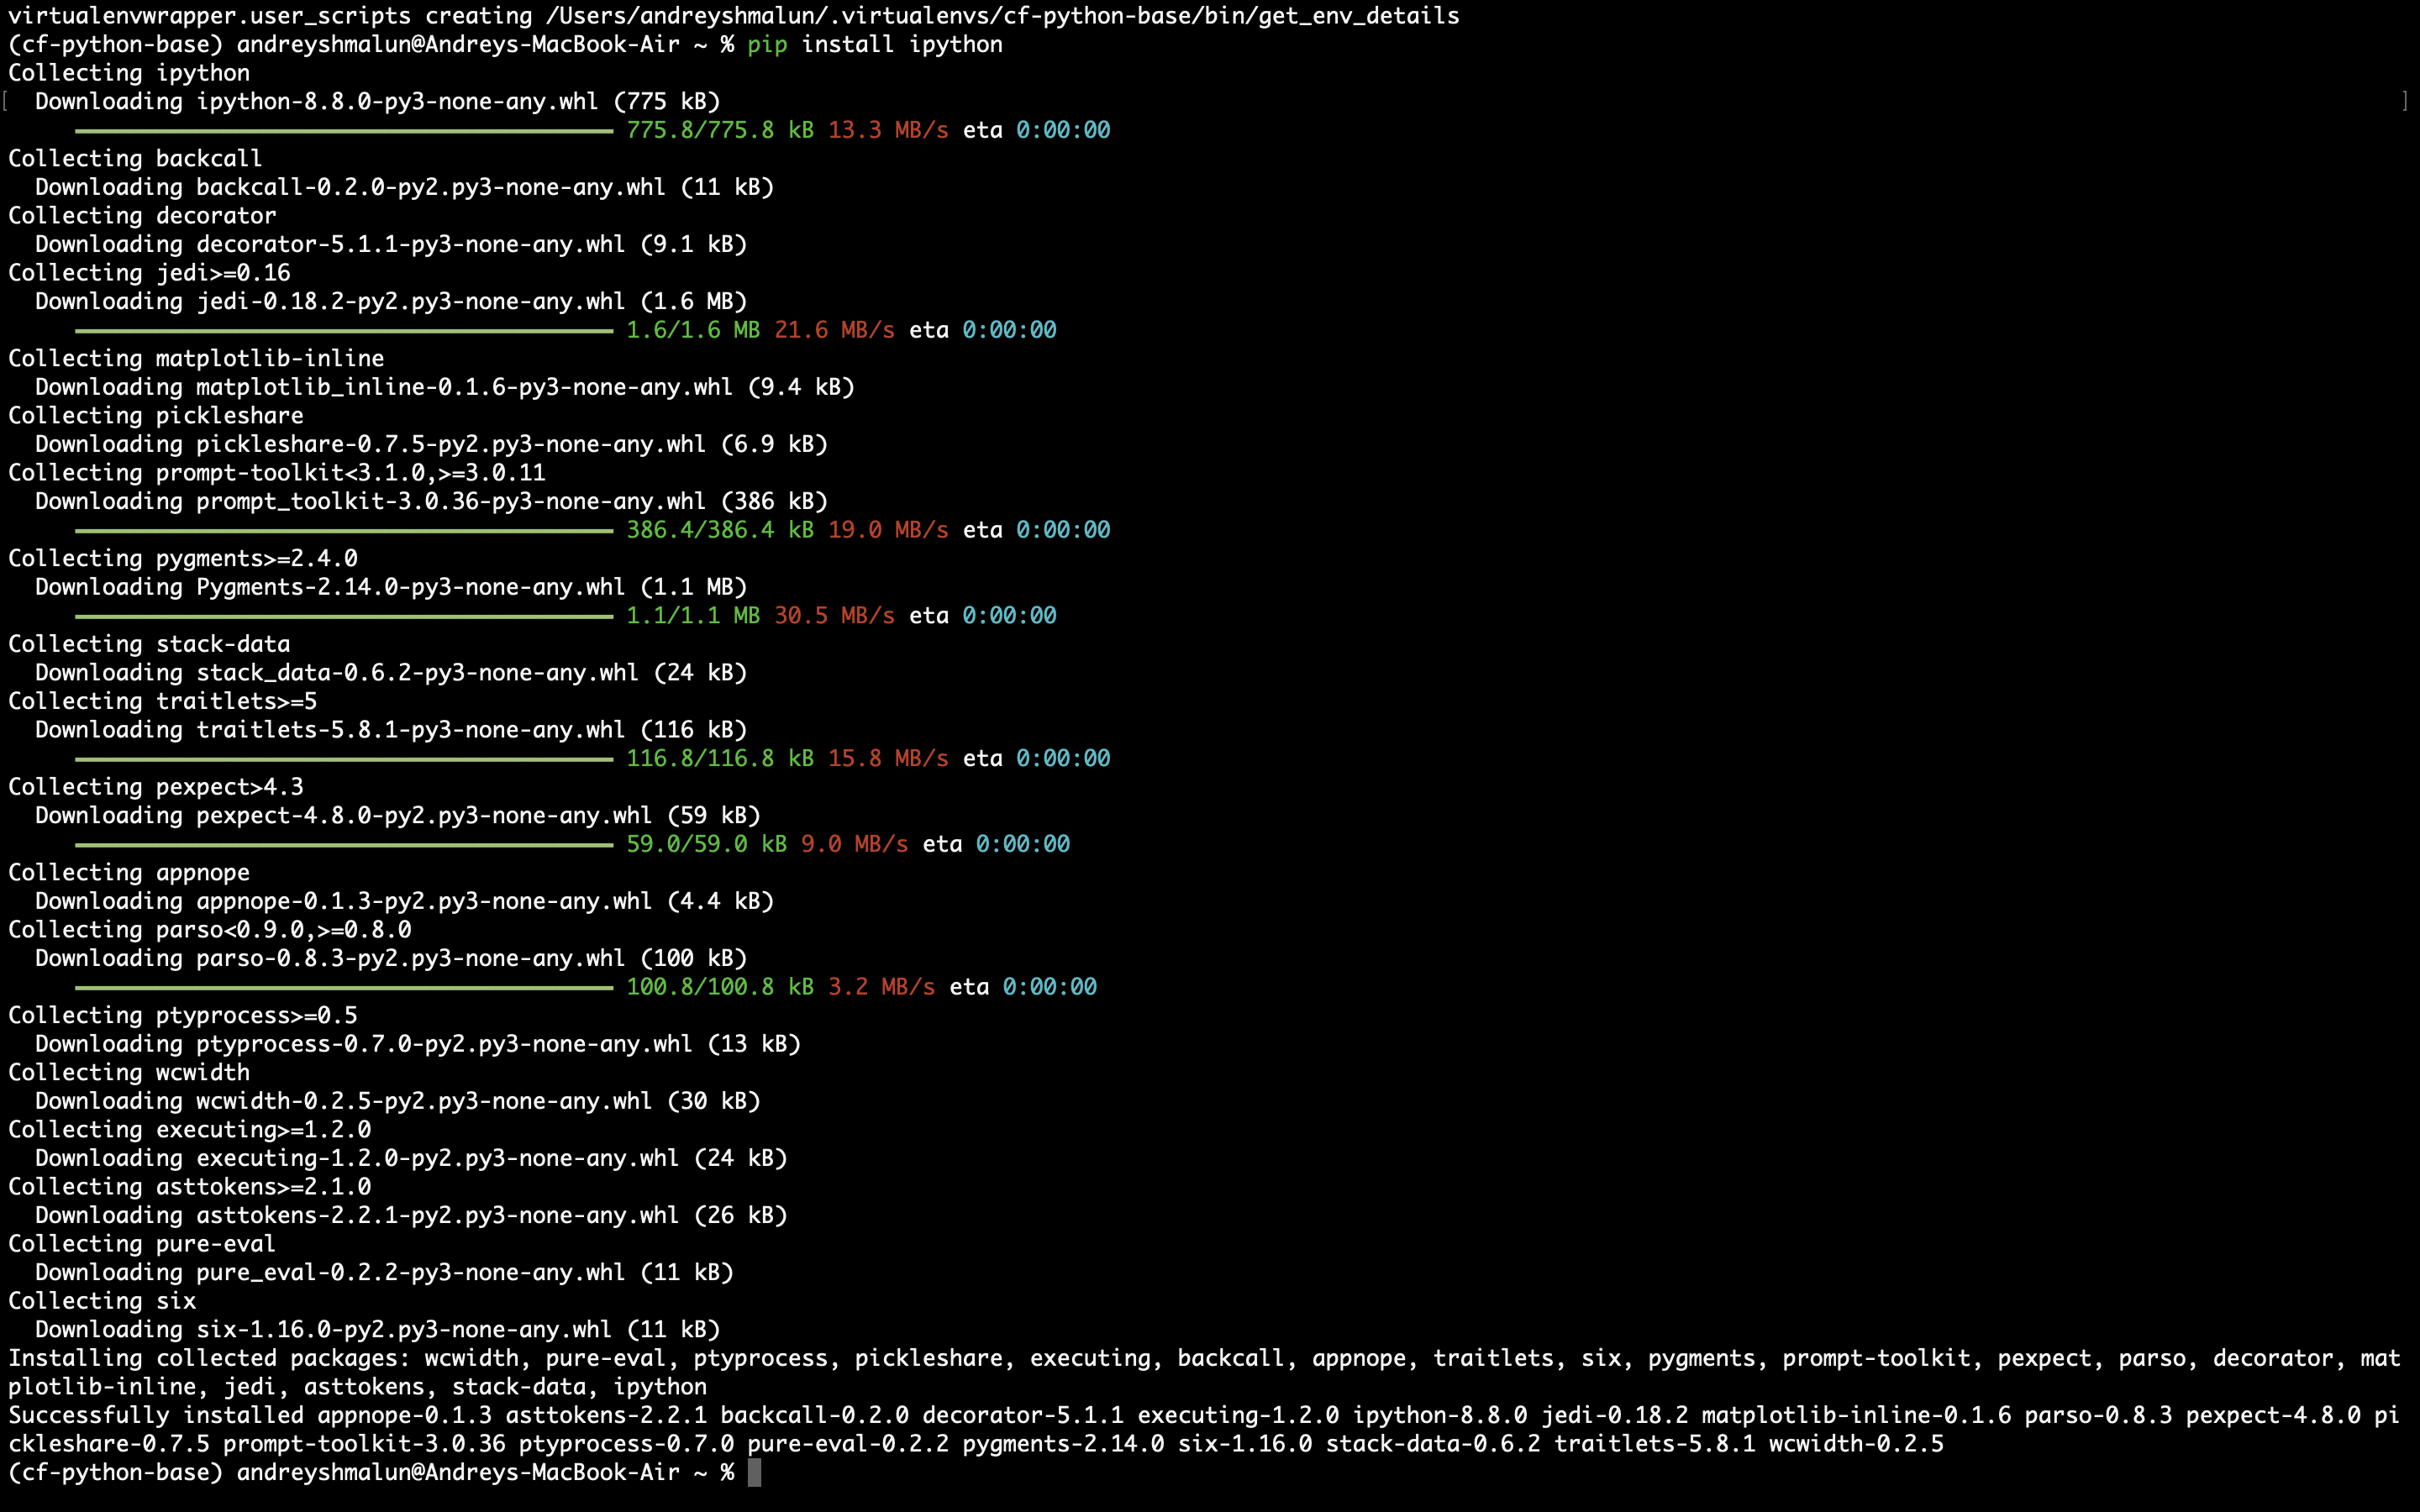 virtualenvwrapper.user_scripts creating /Users/andreyshmalun/.virtualenvs/cf-python-base/bin/get_env_details
(cf-python-base) andreyshmalun@Andreys-MacBook-Air ~ % pip install ipython
Collecting ipython
[  Downloading ipython-8.8.0-py3-none-any.whl (775 kB) ]
775.8/775.8 kB 13.3 MB/s eta 0:00:00
Collecting backcall
  Downloading backcall-0.2.0-py2.py3-none-any.whl (11 kB)
Collecting decorator
  Downloading decorator-5.1.1-py3-none-any.whl (9.1 kB)
Collecting jedi>=0.16
  Downloading jedi-0.18.2-py2.py3-none-any.whl (1.6 MB)
1.6/1.6 MB 21.6 MB/s eta 0:00:00
Collecting matplotlib-inline
  Downloading matplotlib_inline-0.1.6-py3-none-any.whl (9.4 kB)
Collecting pickleshare
  Downloading pickleshare-0.7.5-py2.py3-none-any.whl (6.9 kB)
Collecting prompt-toolkit<3.1.0,>=3.0.11
  Downloading prompt_toolkit-3.0.36-py3-none-any.whl (386 kB)
386.4/386.4 kB 19.0 MB/s eta 0:00:00
Collecting pygments>=2.4.0
  Downloading Pygments-2.14.0-py3-none-any.whl (1.1 MB)
1.1/1.1 MB 30.5 MB/s eta 0:00:00
Collecting stack-data
  Downloading stack_data-0.6.2-py3-none-any.whl (24 kB)
Collecting traitlets>=5
  Downloading traitlets-5.8.1-py3-none-any.whl (116 kB)
116.8/116.8 kB 15.8 MB/s eta 0:00:00
Collecting pexpect>4.3
  Downloading pexpect-4.8.0-py2.py3-none-any.whl (59 kB)
59.0/59.0 kB 9.0 MB/s eta 0:00:00
Collecting appnope
  Downloading appnope-0.1.3-py2.py3-none-any.whl (4.4 kB)
Collecting parso<0.9.0,>=0.8.0
  Downloading parso-0.8.3-py2.py3-none-any.whl (100 kB)
100.8/100.8 kB 3.2 MB/s eta 0:00:00
Collecting ptyprocess>=0.5
  Downloading ptyprocess-0.7.0-py2.py3-none-any.whl (13 kB)
Collecting wcwidth
  Downloading wcwidth-0.2.5-py2.py3-none-any.whl (30 kB)
Collecting executing>=1.2.0
  Downloading executing-1.2.0-py2.py3-none-any.whl (24 kB)
Collecting asttokens>=2.1.0
  Downloading asttokens-2.2.1-py2.py3-none-any.whl (26 kB)
Collecting pure-eval
  Downloading pure_eval-0.2.2-py3-none-any.whl (11 kB)
Collecting six
  Downloading six-1.16.0-py2.py3-none-any.whl (11 kB)
Installing collected packages: wcwidth, pure-eval, ptyprocess, pickleshare, executing, backcall, appnope, traitlets, six, pygments, prompt-toolkit, pexpect, parso, decorator, mat
plotlib-inline, jedi, asttokens, stack-data, ipython
Successfully installed appnope-0.1.3 asttokens-2.2.1 backcall-0.2.0 decorator-5.1.1 executing-1.2.0 ipython-8.8.0 jedi-0.18.2 matplotlib-inline-0.1.6 parso-0.8.3 pexpect-4.8.0 pi
ckleshare-0.7.5 prompt-toolkit-3.0.36 ptyprocess-0.7.0 pure-eval-0.2.2 pygments-2.14.0 six-1.16.0 stack-data-0.6.2 traitlets-5.8.1 wcwidth-0.2.5
(cf-python-base) andreyshmalun@Andreys-MacBook-Air ~ %